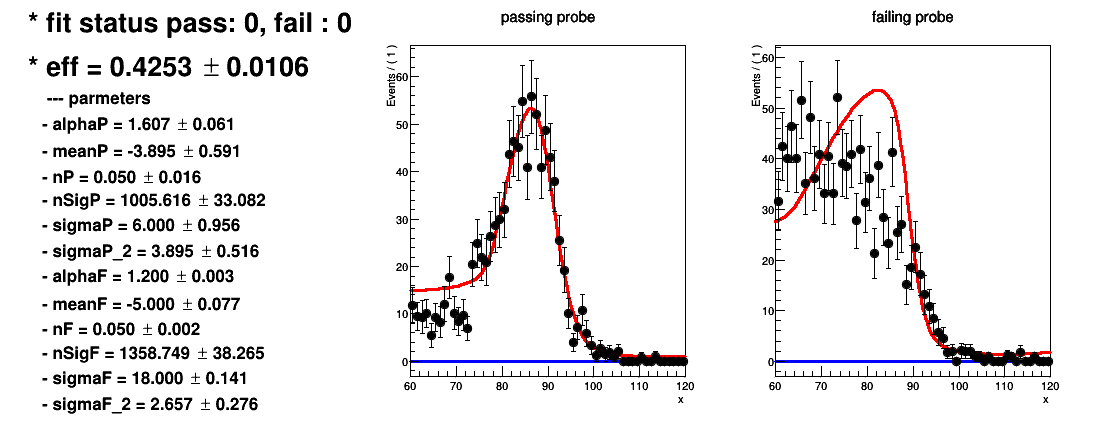 * fit status pass: 0, fail : 0
* eff = 0.4253 ± 0.0106
--- parmeters
- alphaP = 1.607 ± 0.061
- meanP = -3.895 ± 0.591
- nP = 0.050 ± 0.016
- nSigP = 1005.616 ± 33.082
- sigmaP = 6.000 ± 0.956
- sigmaP_2 = 3.895 ± 0.516
- alphaF = 1.200 ± 0.003
- meanF = -5.000 ± 0.077
- nF = 0.050 ± 0.002
- nSigF = 1358.749 ± 38.265
- sigmaF = 18.000 ± 0.141
- sigmaF_2 = 2.657 ± 0.276
passing probe
Events / ( 1 )
60
50
40
30
20
10
0
60 70 80 90 100 110 120
x
failing probe
Events / ( 1 )
60
50
40
30
20
10
0
60 70 80 90 100 110 120
x